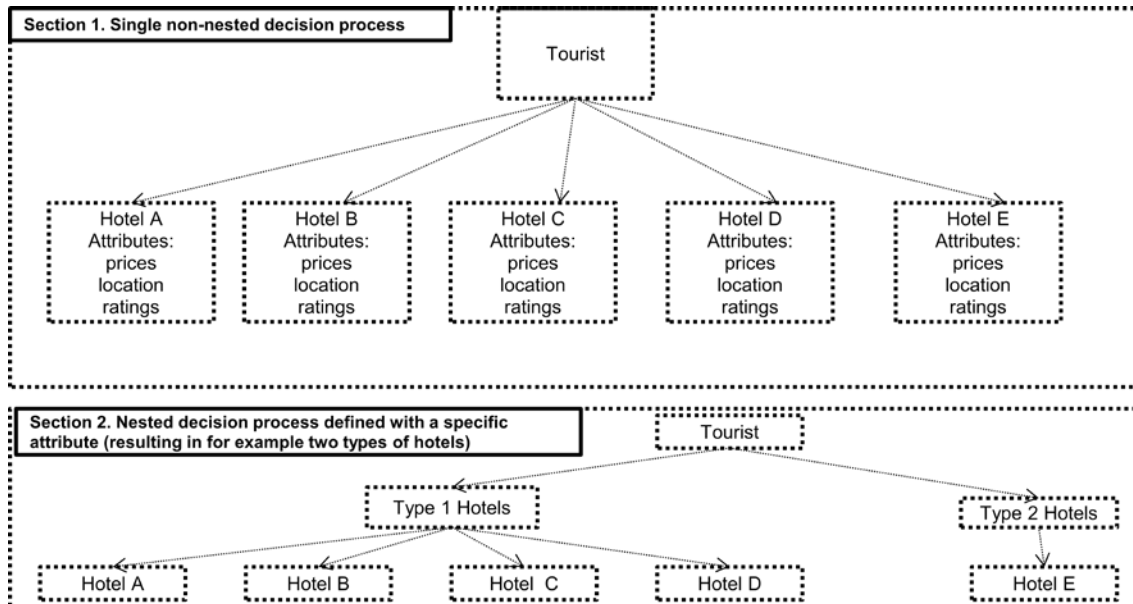 Section 1. Single non-nested decision process
Tourist
Hotel A
Attributes:
prices
location
ratings
Hotel B
Attributes:
prices
location
ratings
Hotel C
Attributes:
prices
location
ratings
Hotel D
Attributes:
prices
location
ratings
Hotel E
Attributes:
prices
location
ratings
Section 2. Nested decision process defined with a specific
attribute (resulting in for example two types of hotels)
Tourist
Type 1 Hotels
Type 2 Hotels
Hotel A
Hotel B
Hotel C
Hotel D
Hotel E